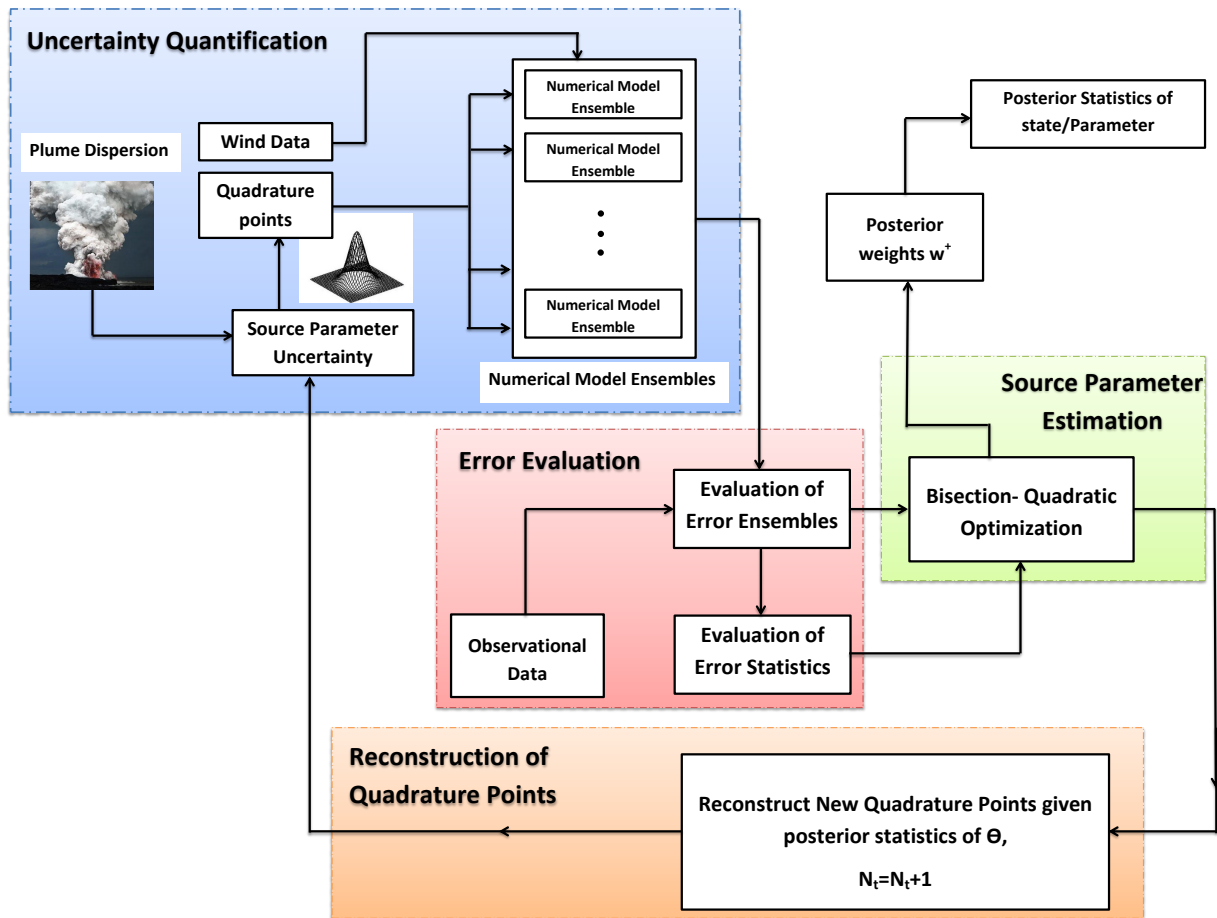 Uncertainty Quantification
Plume Dispersion
Wind Data
Quadrature
points
Source Parameter
Uncertainty
Numerical Model
Ensemble
Numerical Model
Ensemble
Numerical Model
Ensemble
Numerical Model Ensembles
Posterior Statistics of
state/Parameter
Posterior
weights w⁺
Source Parameter
Estimation
Bisection- Quadratic
Optimization
Error Evaluation
Evaluation of
Error Ensembles
Observational
Data
Evaluation of
Error Statistics
Reconstruction of
Quadrature Points
Reconstruct New Quadrature Points given
posterior statistics of Θ,
Nₜ=Nₜ+1